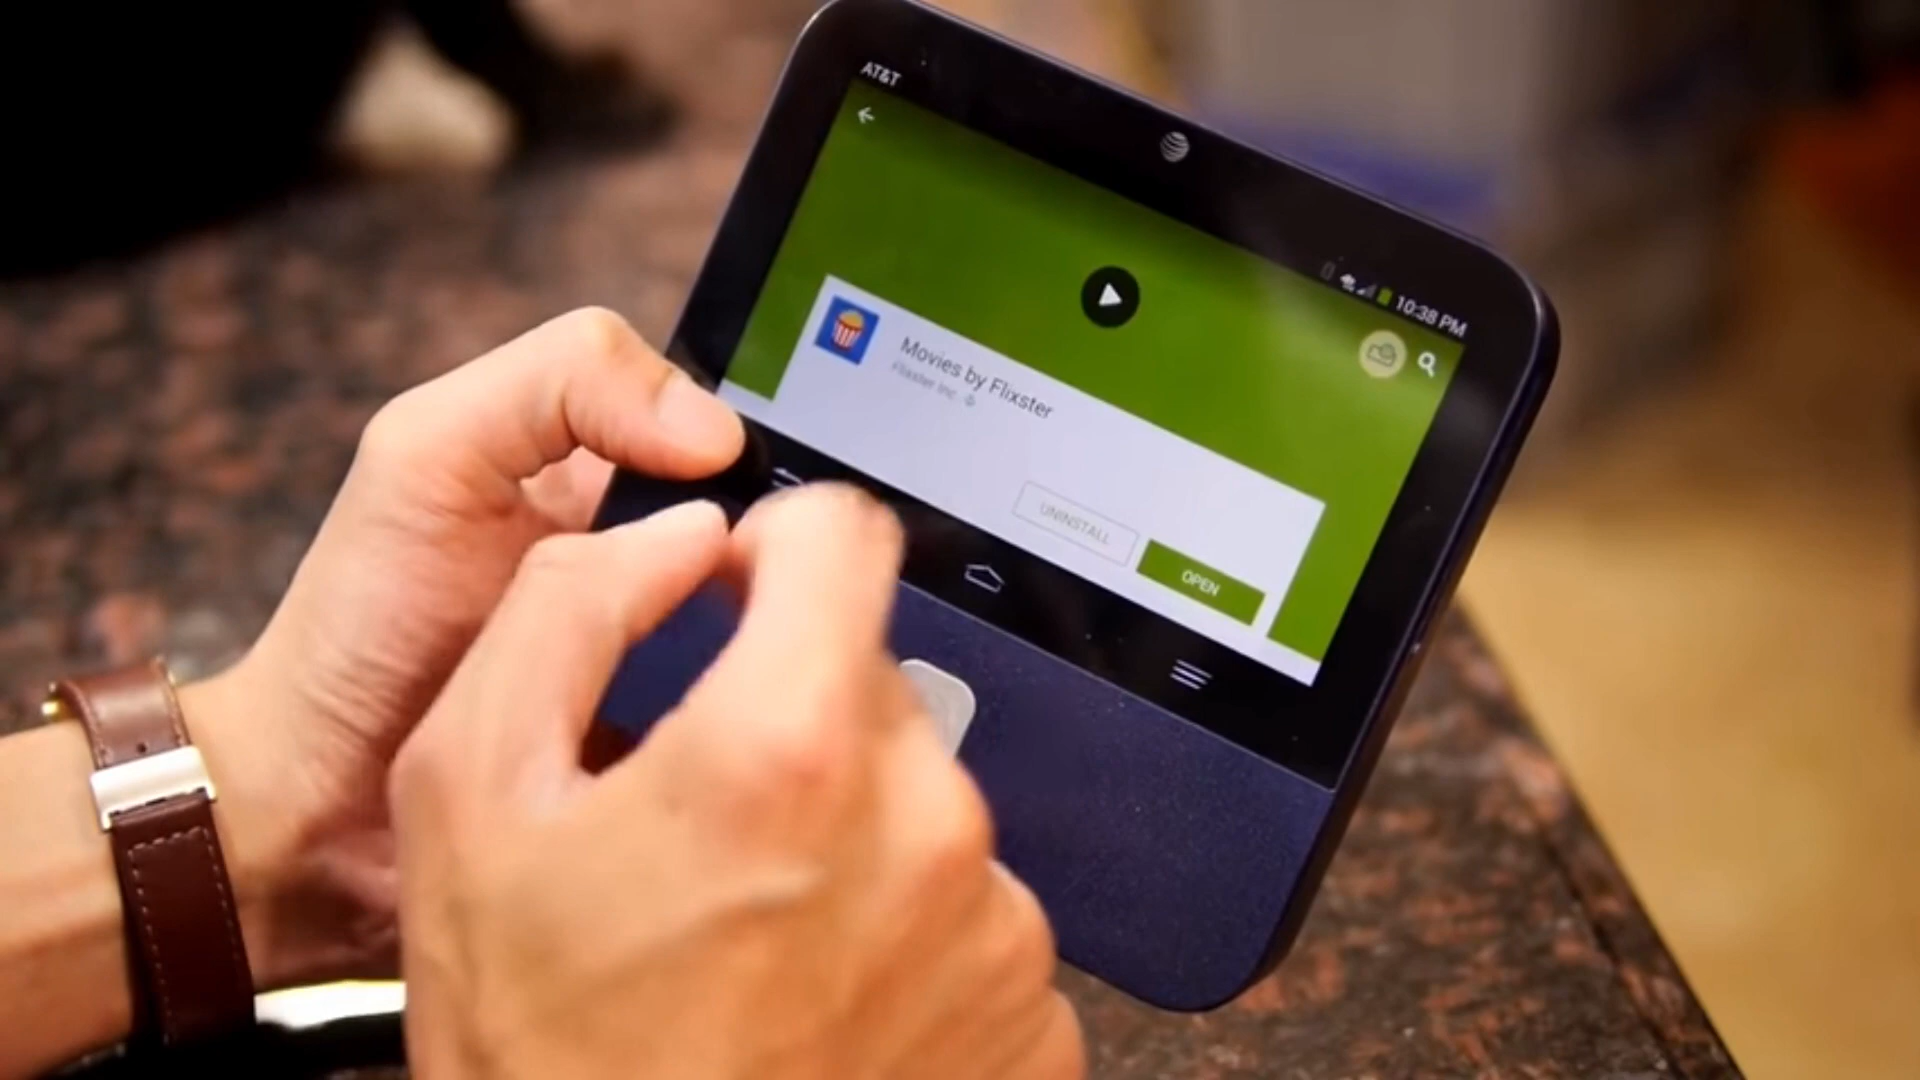 AT&T
10:38 PM
Movies by Flixster
Flixster Inc.
UNINSTALL
OPEN